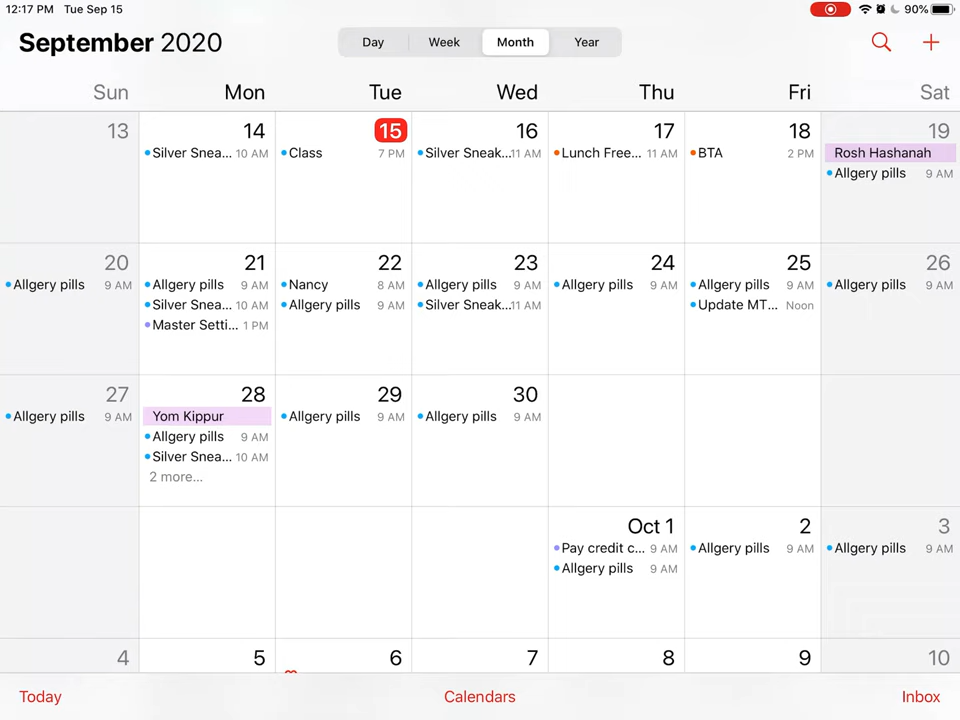 12:17 PM Tue Sep 15 90%
September 2020 Day Week Month Year
Sun Mon Tue Wed Thu Fri Sat
13 14 15 16 17 18 19
Silver Snea... 10 AM Class 7 PM Silver Sneak...11 AM Lunch Free... 11 AM BTA 2 PM Rosh Hashanah
Allgery pills 9 AM
20 21 22 23 24 25 26
Allgery pills 9 AM Allgery pills 9 AM Nancy 8 AM Allgery pills 9 AM Allgery pills 9 AM Allgery pills 9 AM Allgery pills 9 AM
Silver Snea... 10 AM Allgery pills 9 AM Silver Sneak...11 AM Update MT... Noon
Master Setti... 1 PM
27 28 29 30
Allgery pills 9 AM Yom Kippur Allgery pills 9 AM Allgery pills 9 AM
Allgery pills 9 AM
Silver Snea... 10 AM
2 more...
Oct 1 2 3
Pay credit c... 9 AM Allgery pills 9 AM Allgery pills 9 AM
Allgery pills 9 AM
4 5 6 7 8 9 10
Today Calendars Inbox